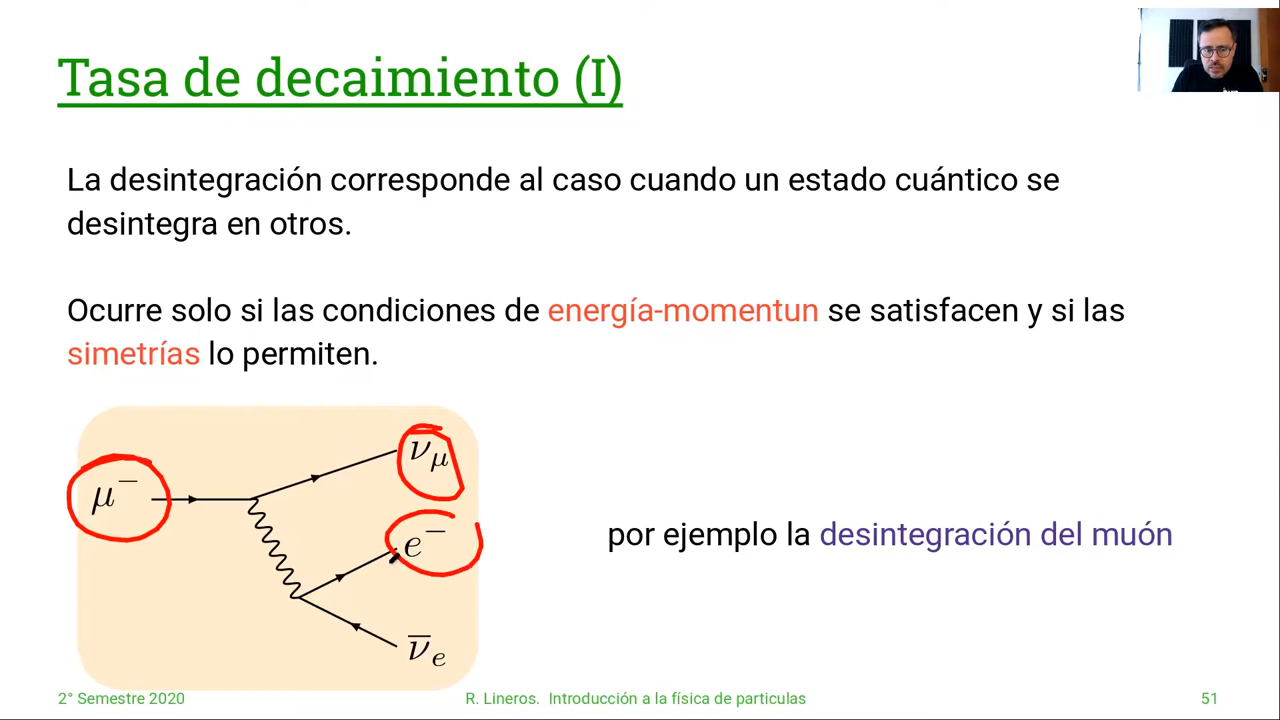 Tasa de decaimiento (I)
La desintegración corresponde al caso cuando un estado cuántico se
desintegra en otros.
Ocurre solo si las condiciones de energía-momentun se satisfacen y si las
simetrías lo permiten.
ν_μ
μ⁻
e⁻
por ejemplo la desintegración del muón
ν̅_e
2° Semestre 2020
R. Lineros. Introducción a la física de particulas
51